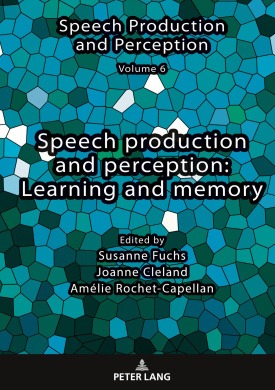 Speech Production
and Perception
Volume 6
Speech production
and perception:
Learning and memory
Edited by
Susanne Fuchs
Joanne Cleland
Amélie Rochet-Capellan
PETER LANG